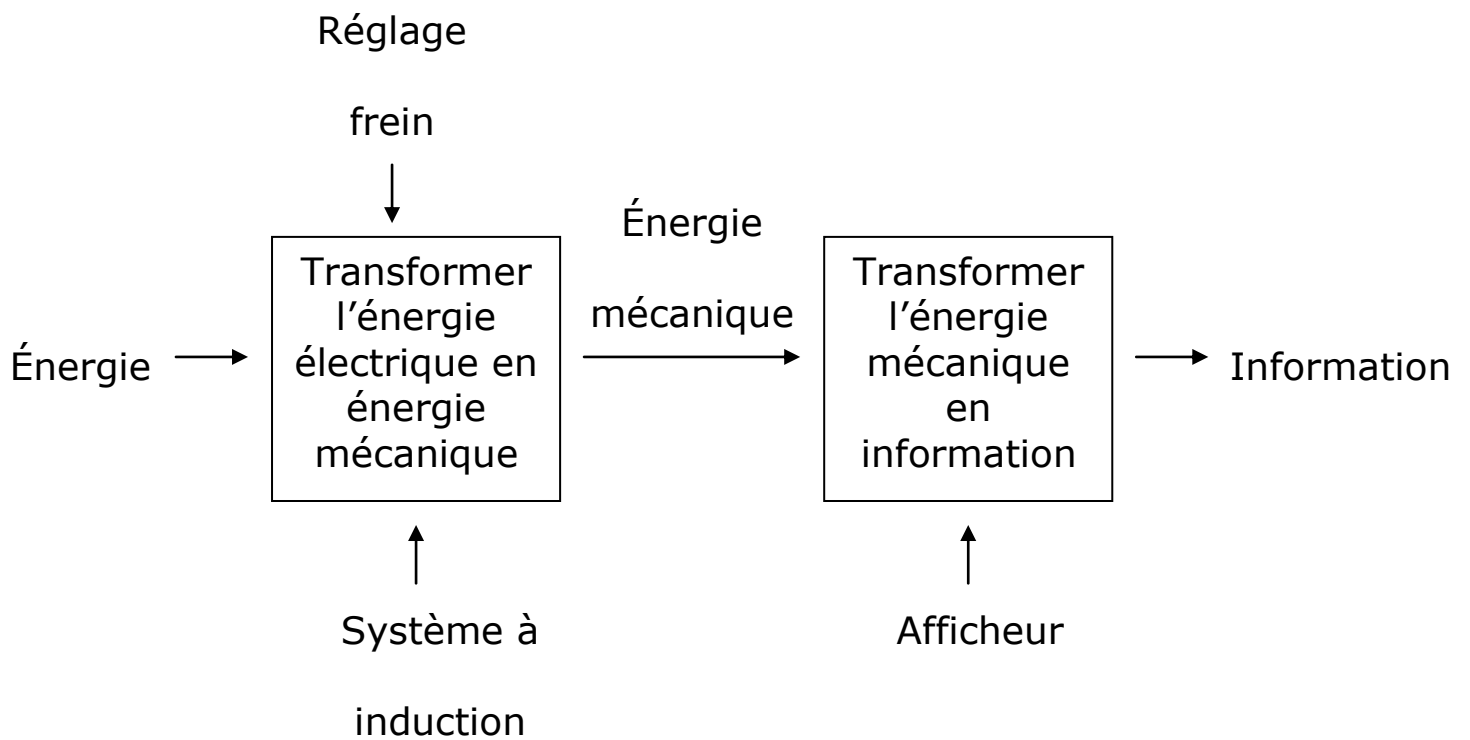 Réglage
frein
Énergie
Transformer
l'énergie
électrique en
énergie
mécanique
Énergie
mécanique
Transformer
l'énergie
mécanique
en
information
Information
Système à
induction
Afficheur